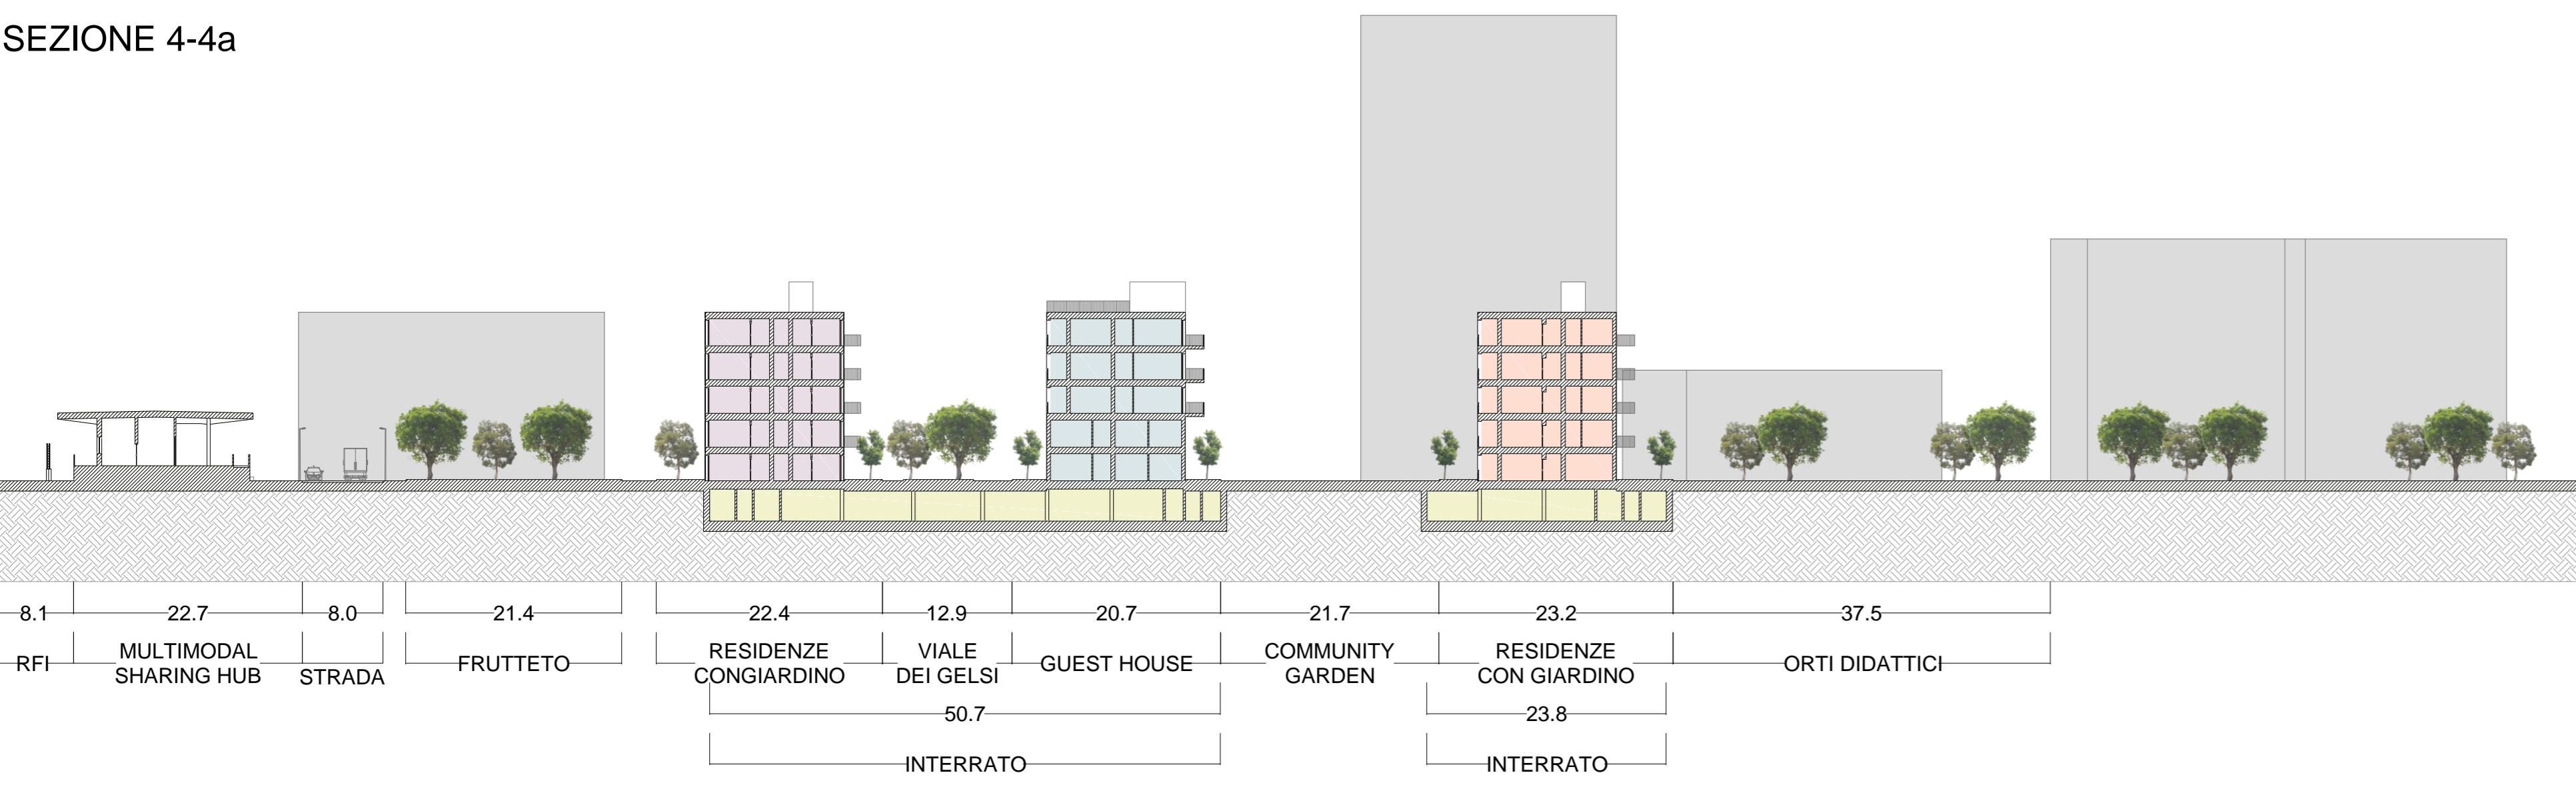 SEZIONE 4-4a
8.1 22.7 8.0 21.4 22.4 12.9 20.7 21.7 23.2 37.5
RFI
MULTIMODAL
SHARING HUB
STRADA
FRUTTETO
RESIDENZE
CONGIARDINO
VIALE
DEI GELSI
GUEST HOUSE
COMMUNITY
GARDEN
RESIDENZE
CON GIARDINO
ORTI DIDATTICI
50.7 23.8
INTERRATO INTERRATO